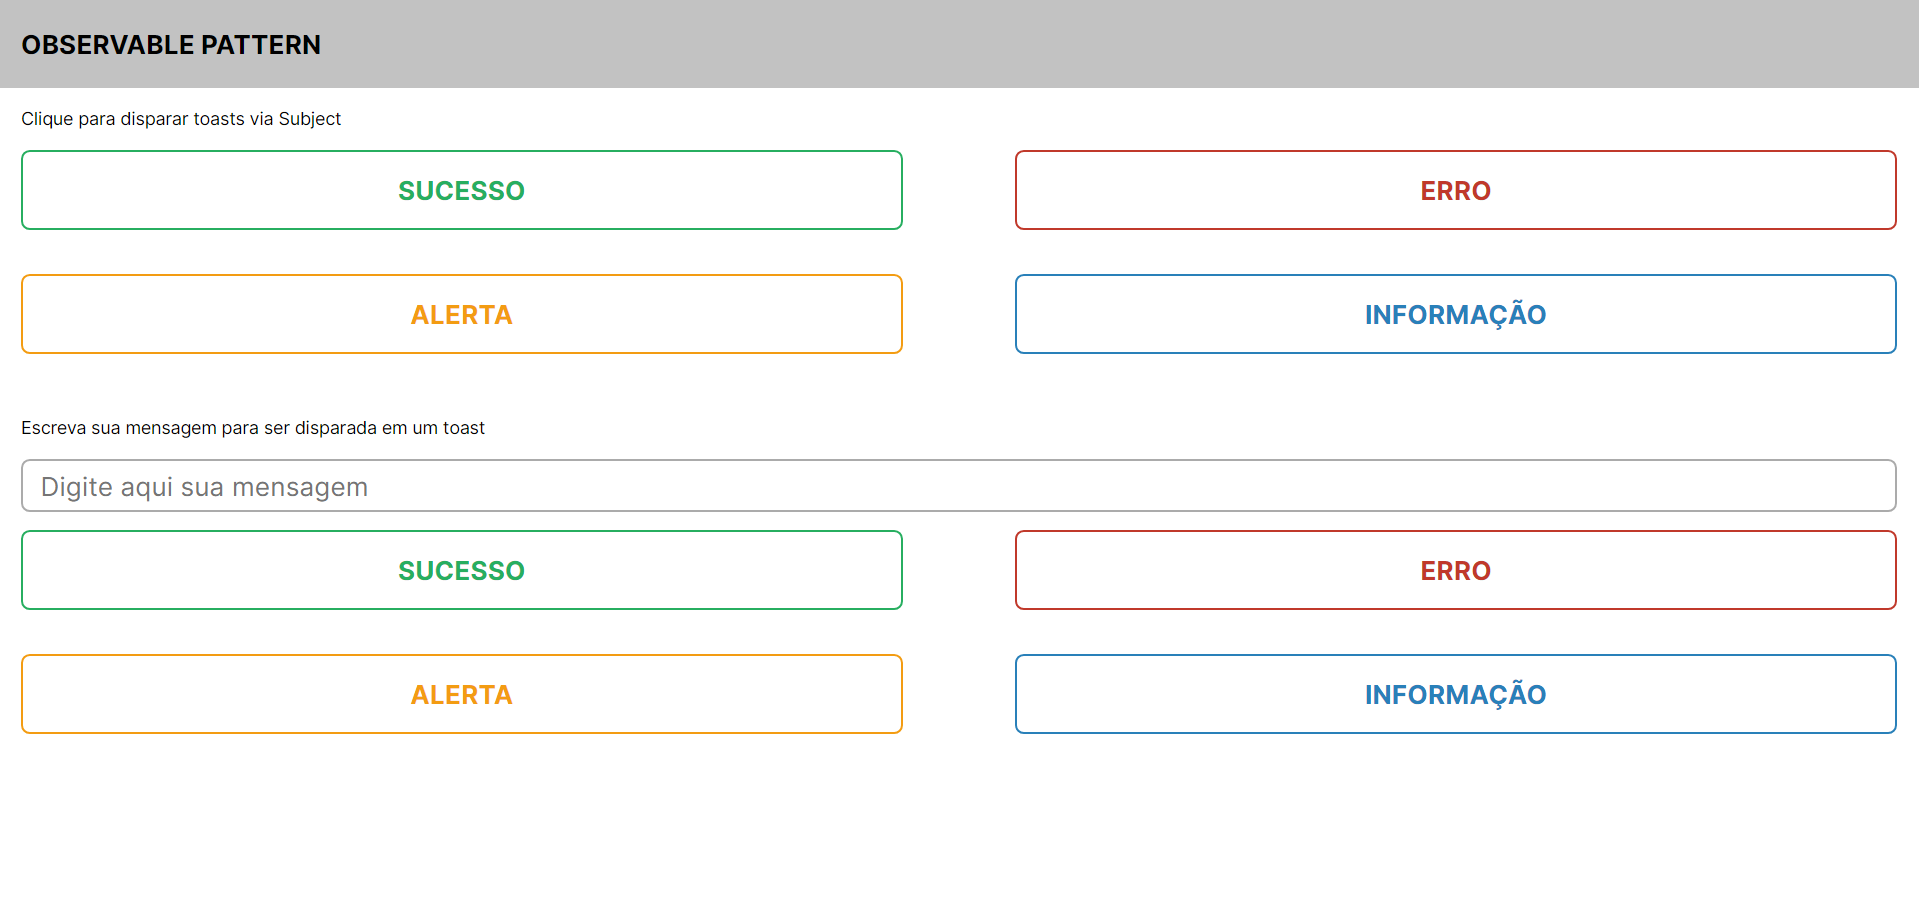 OBSERVABLE PATTERN
Clique para disparar toasts via Subject
SUCESSO
ERRO
ALERTA
INFORMAÇÃO
Escreva sua mensagem para ser disparada em um toast
Digite aqui sua mensagem
SUCESSO
ERRO
ALERTA
INFORMAÇÃO